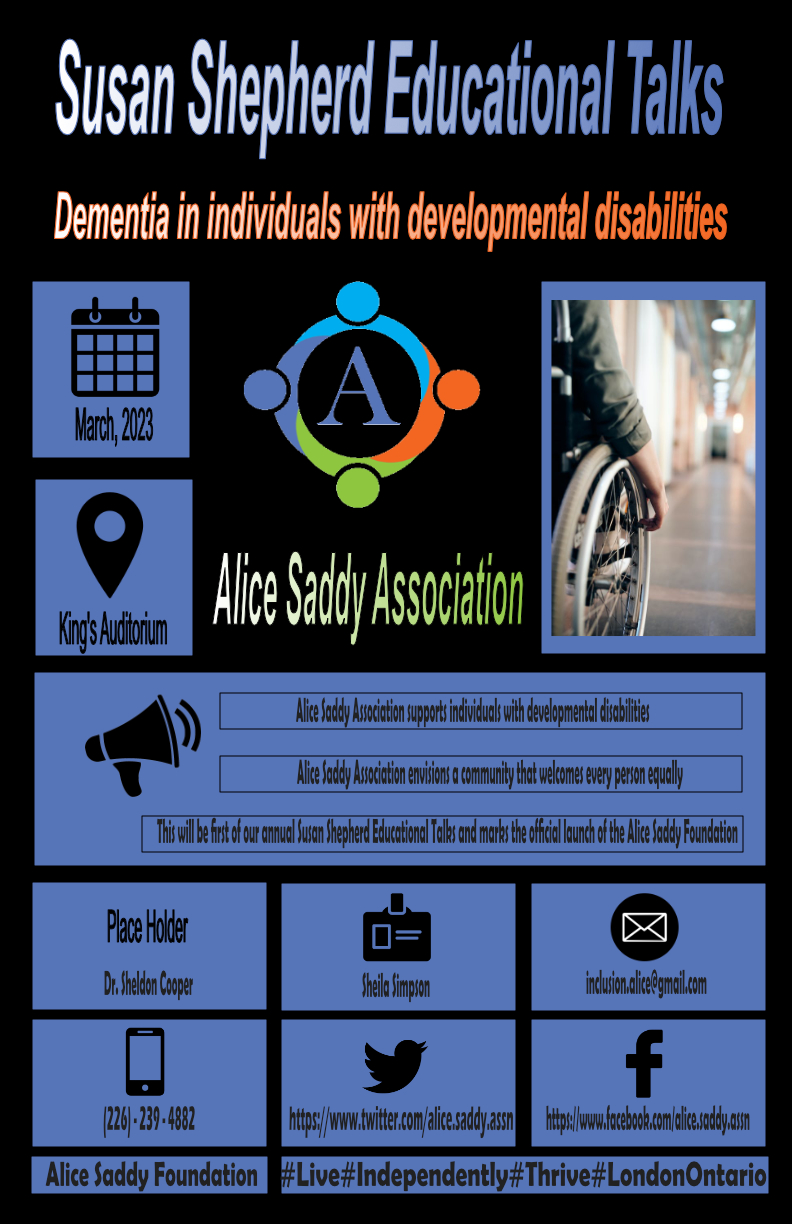 Susan Shepherd Educational Talks
Dementia in individuals with developmental disabilities
March, 2023
A
King's Auditorium
Alice Saddy Association
Alice Saddy Association supports individuals with developmental disabilities
Alice Saddy Association envisions a community that welcomes every person equally
This will be first of our annual Susan Shepherd Educational Talks and marks the official launch of the Alice Saddy Foundation
Place Holder
Dr. Sheldon Cooper
Sheila Simpson
inclusion.alice@gmail.com
(226) - 239 - 4882
https://www.twitter.com/alice.saddy.assn
https://www.facebook.com/alice.saddy.assn
Alice Saddy Foundation
#Live#Independently#Thrive#LondonOntario